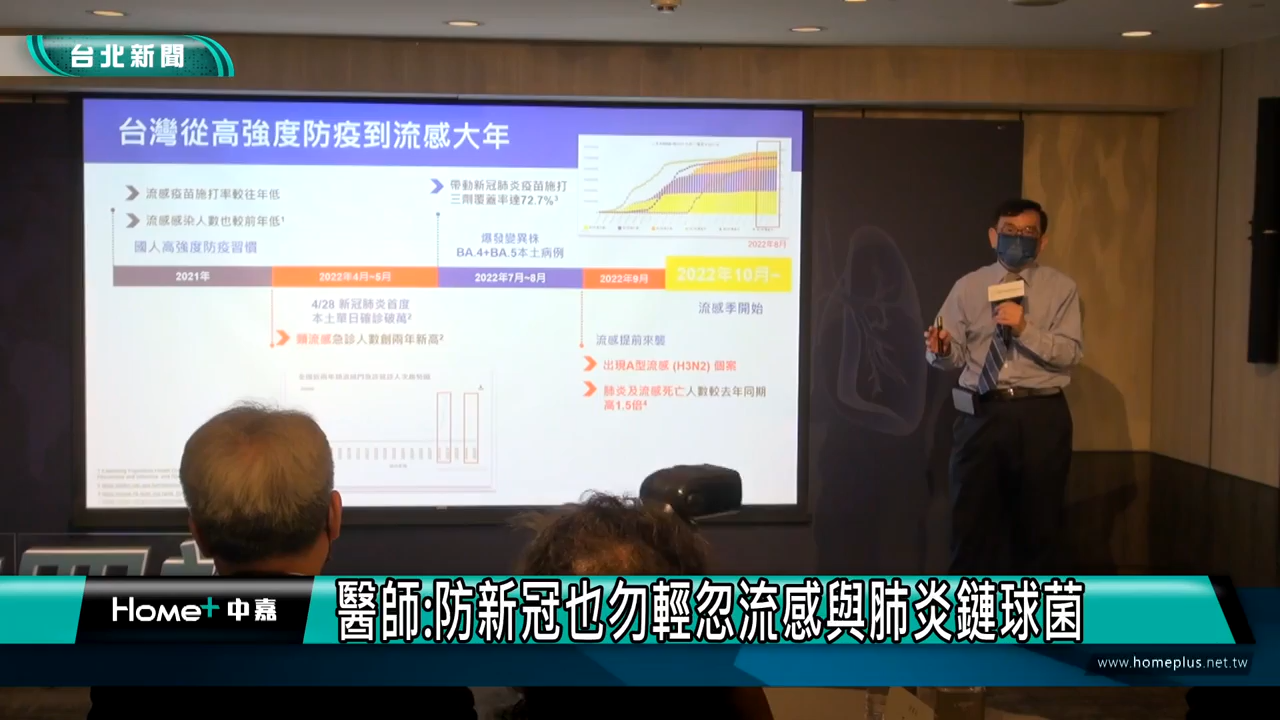 台北新聞
台灣從高強度防疫到流感大年
流感疫苗施打率較往年低
流感感染人數也較前年低¹
國人高強度防疫習慣
帶動新冠肺炎疫苗施打
三劑覆蓋率達72.7%³
爆發變異株
BA.4+BA.5本土病例
2022年8月
2021年
2022年4月~5月
2022年7月~8月
2022年9月
2022年10月~
4/28 新冠肺炎首度
本土單日確診破萬²
類流感急診人數創兩年新高²
流感季開始
流感提前來襲
出現A型流感 (H3N2) 個案
肺炎及流感死亡人數較去年同期
高1.5倍⁴
Home+ 中嘉
醫師:防新冠也勿輕忽流感與肺炎鏈球菌
www.homeplus.net.tw